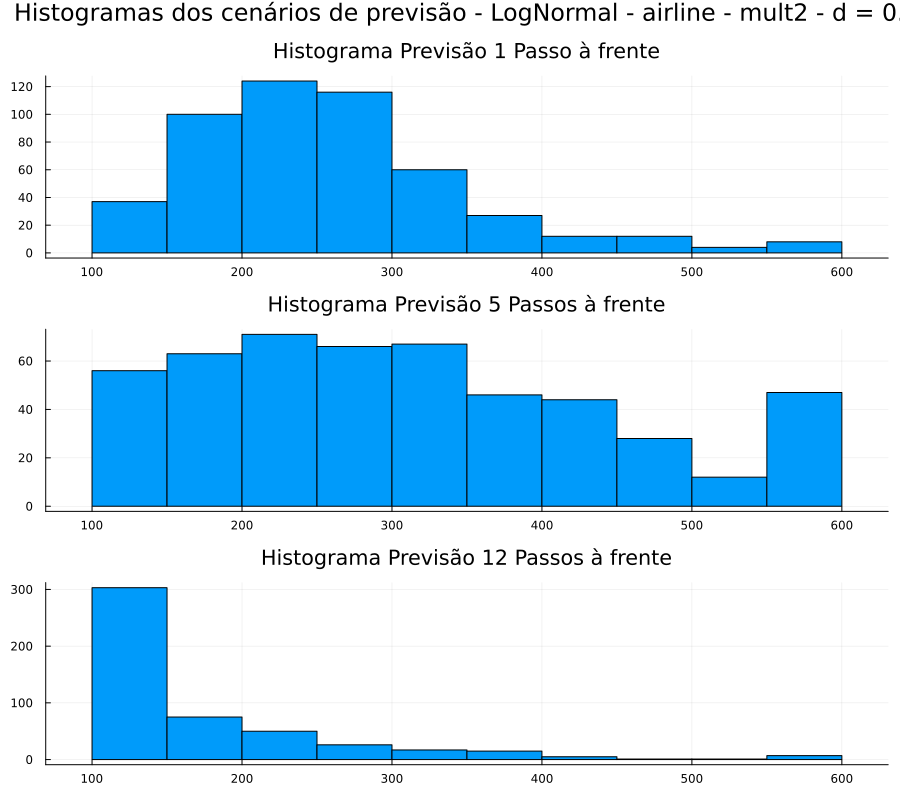 Histogramas dos cenários de previsão - LogNormal - airline - mult2 - d = 0.
Histograma Previsão 1 Passo à frente
120
100
80
60
40
20
0
100 200 300 400 500 600
Histograma Previsão 5 Passos à frente
60
40
20
0
100 200 300 400 500 600
Histograma Previsão 12 Passos à frente
300
200
100
0
100 200 300 400 500 600